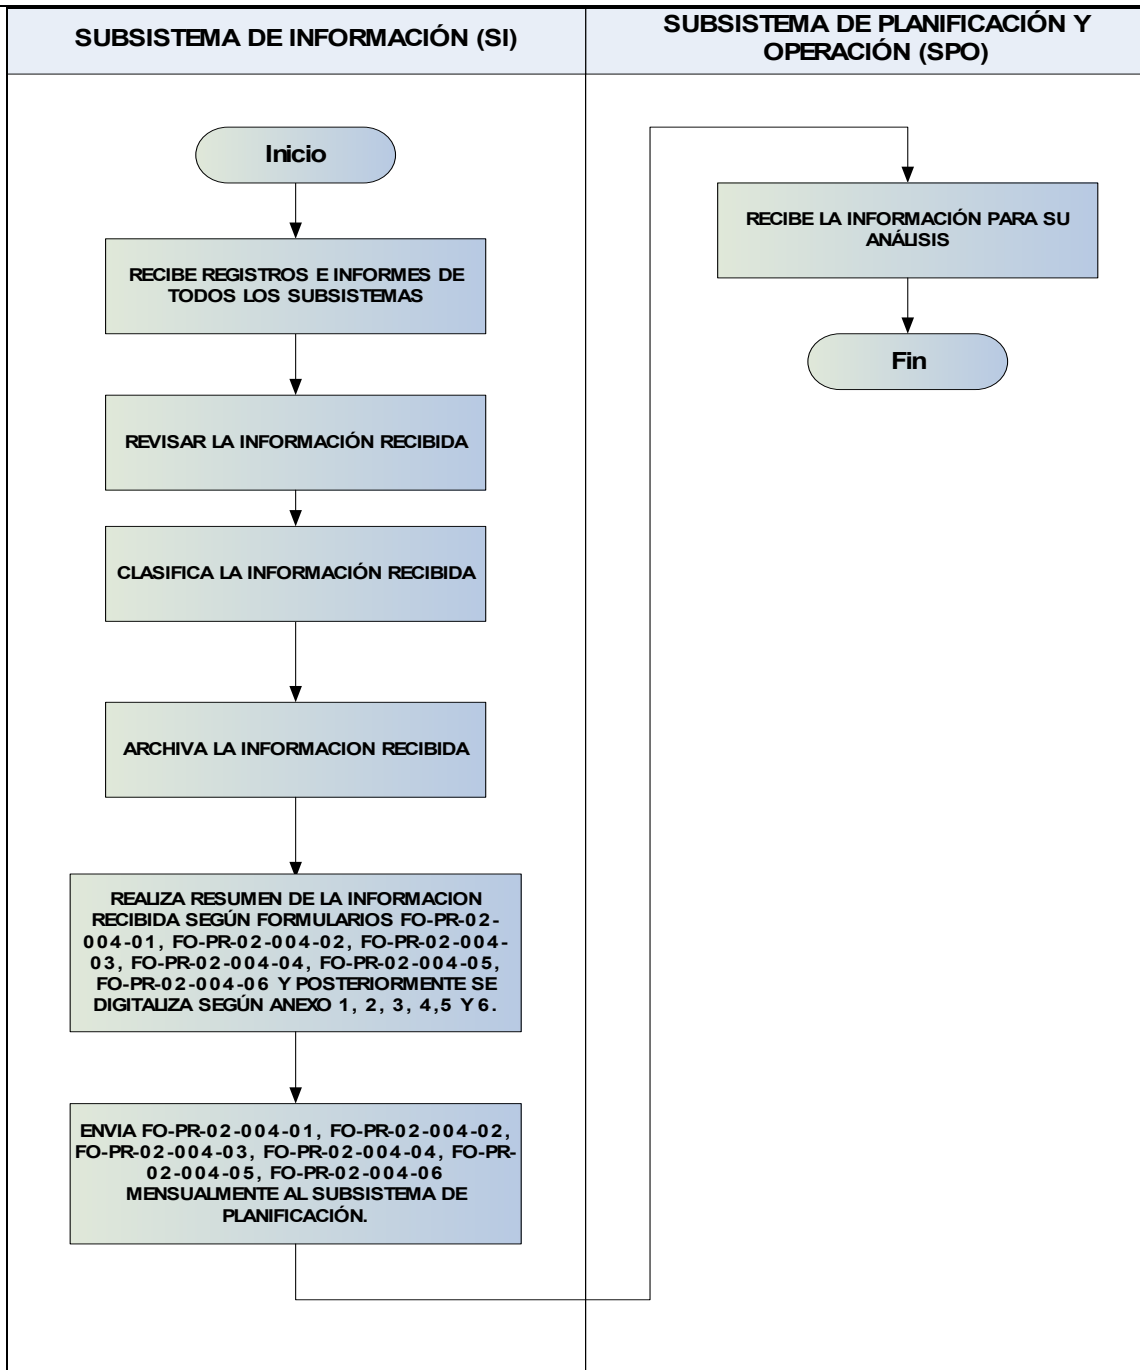 SUBSISTEMA DE INFORMACIÓN (SI)
SUBSISTEMA DE PLANIFICACIÓN Y
OPERACIÓN (SPO)
Inicio
RECIBE REGISTROS E INFORMES DE
TODOS LOS SUBSISTEMAS
REVISAR LA INFORMACIÓN RECIBIDA
CLASIFICA LA INFORMACIÓN RECIBIDA
ARCHIVA LA INFORMACION RECIBIDA
REALIZA RESUMEN DE LA INFORMACION
RECIBIDA SEGÚN FORMULARIOS FO-PR-02-
004-01, FO-PR-02-004-02, FO-PR-02-004-
03, FO-PR-02-004-04, FO-PR-02-004-05,
FO-PR-02-004-06 Y POSTERIORMENTE SE
DIGITALIZA SEGÚN ANEXO 1, 2, 3, 4,5 Y 6.
ENVIA FO-PR-02-004-01, FO-PR-02-004-02,
FO-PR-02-004-03, FO-PR-02-004-04, FO-PR-
02-004-05, FO-PR-02-004-06
MENSUALMENTE AL SUBSISTEMA DE
PLANIFICACIÓN.
RECIBE LA INFORMACIÓN PARA SU
ANÁLISIS
Fin